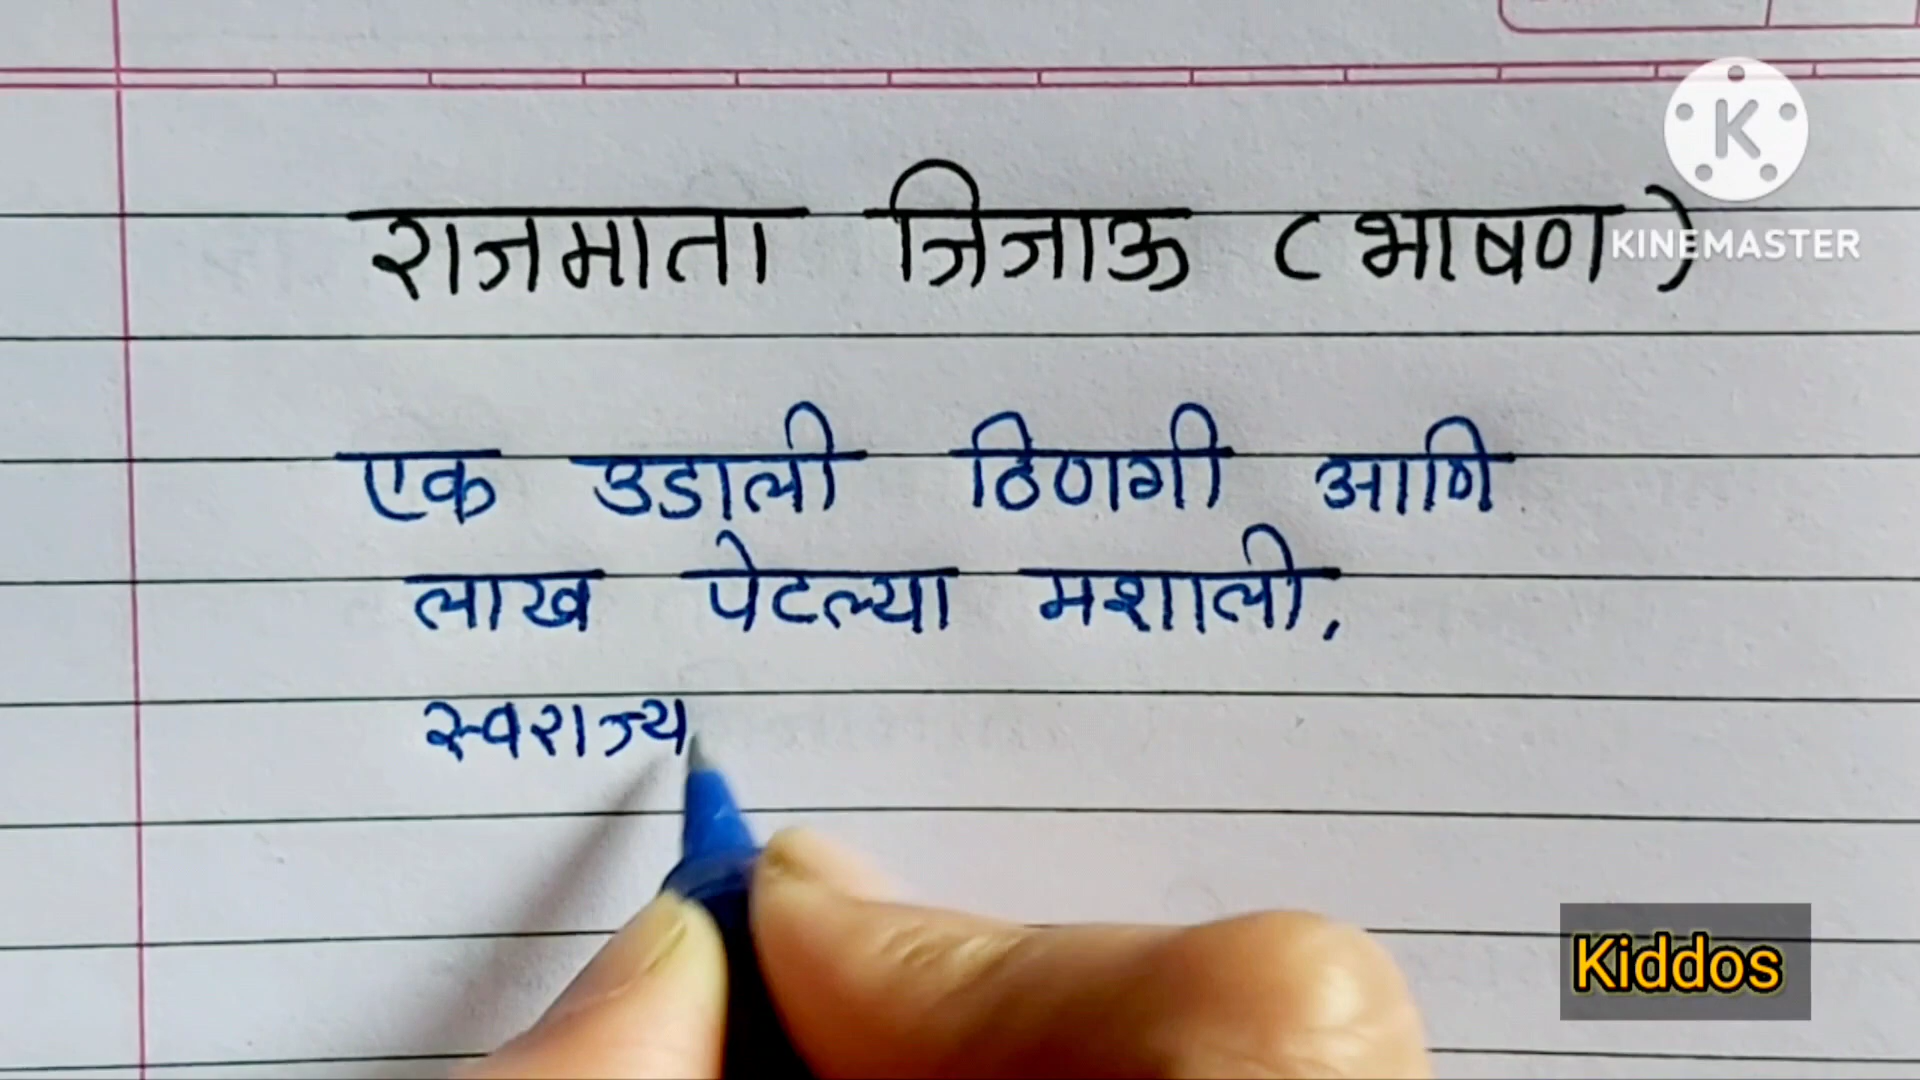 राजमाता जिजाऊ (भाषण)
KINEMASTER
एक उडाली ठिणगी आणि
लाख पेटल्या मशाली,
स्वराज्य
Kiddos